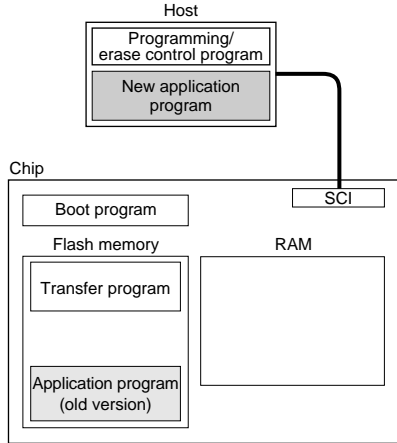 Host
Programming/
erase control program
New application
program
Chip
SCI
Boot program
Flash memory
RAM
Transfer program
Application program
(old version)